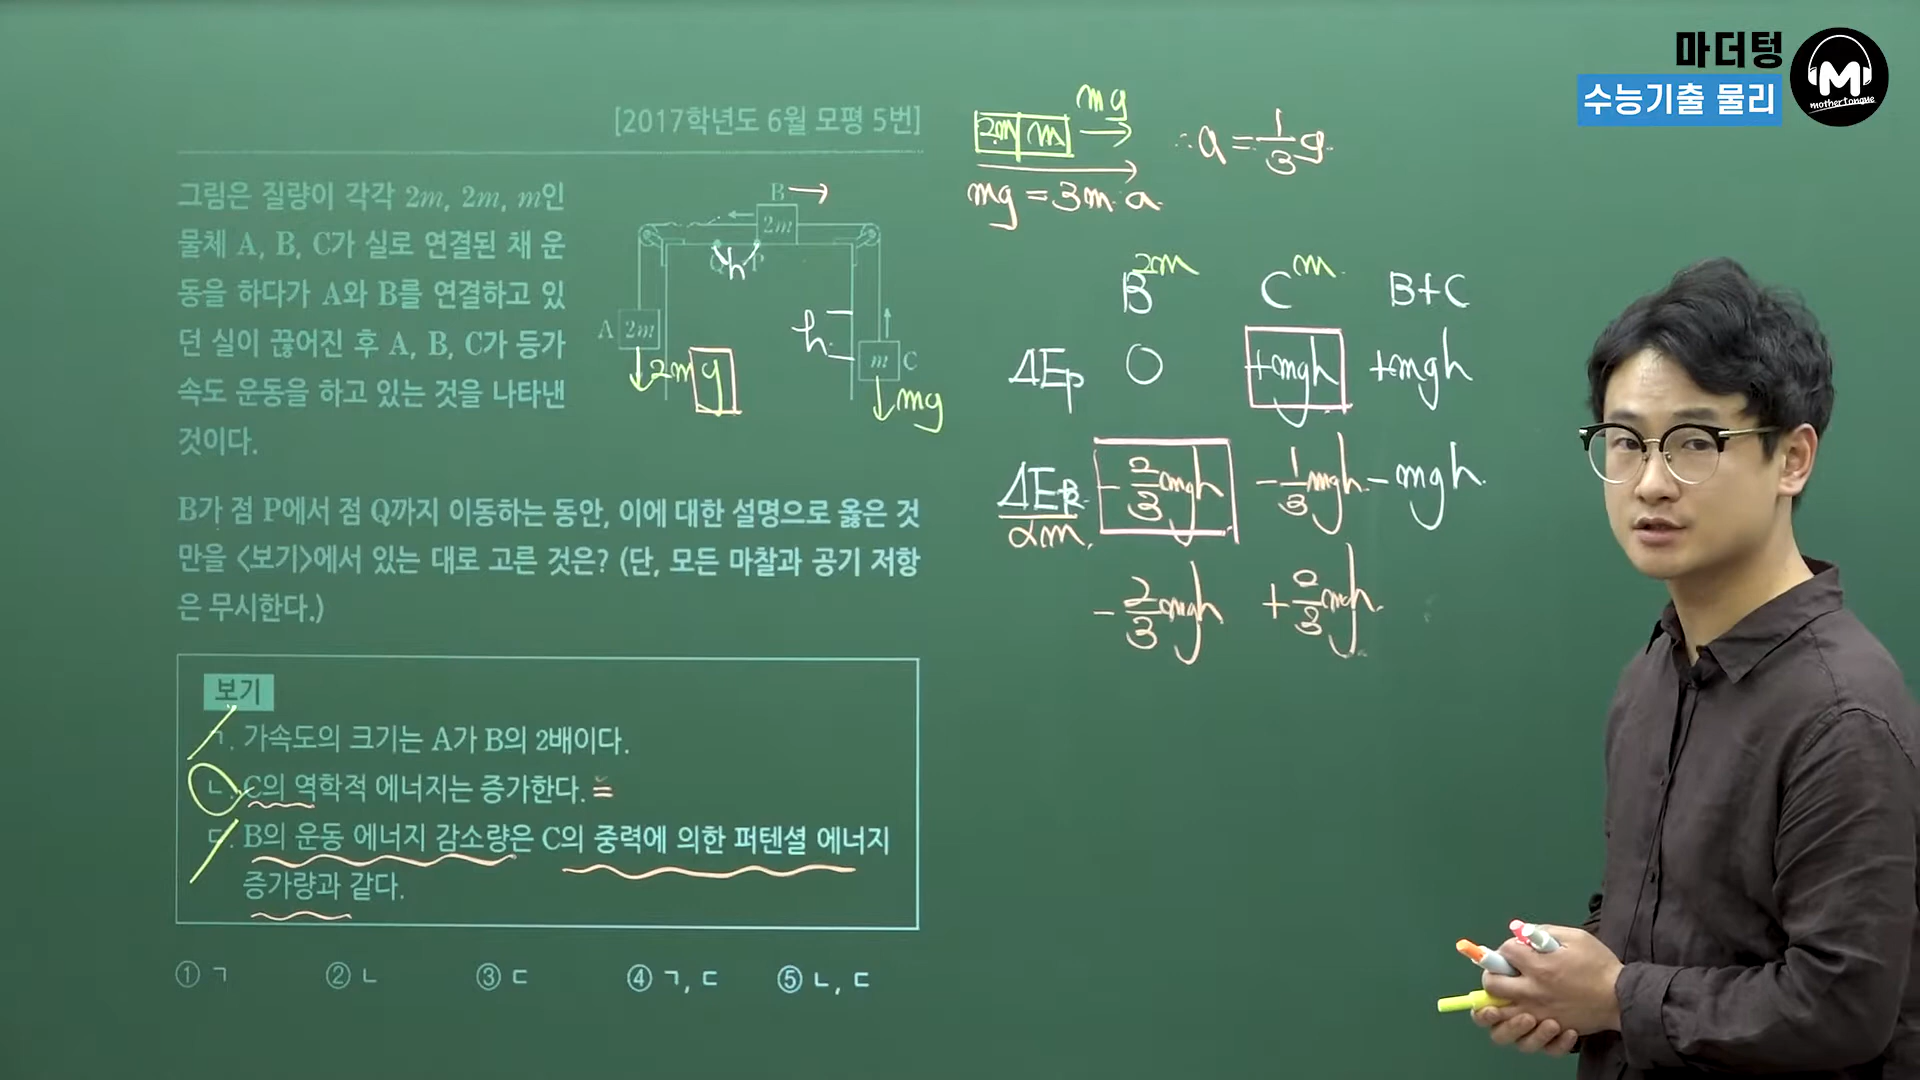 마더텅
수능기출 물리
M
mothertongue
[2017학년도 6월 모평 5번]
그림은 질량이 각각 2m, 2m, m인
물체 A, B, C가 실로 연결된 채 운
동을 하다가 A와 B를 연결하고 있
던 실이 끊어진 후 A, B, C가 등가
속도 운동을 하고 있는 것을 나타낸
것이다.
B
2m
Q P
h
A 2m
2mg
h
m C
mg
B가 점 P에서 점 Q까지 이동하는 동안, 이에 대한 설명으로 옳은 것
만을 <보기>에서 있는 대로 고른 것은? (단, 모든 마찰과 공기 저항
은 무시한다.)
보기
ㄱ. 가속도의 크기는 A가 B의 2배이다.
ㄴ. C의 역학적 에너지는 증가한다.
ㄷ. B의 운동 에너지 감소량은 C의 중력에 의한 퍼텐셜 에너지
증가량과 같다.
① ㄱ ② ㄴ ③ ㄷ ④ ㄱ, ㄷ ⑤ ㄴ, ㄷ
2m m mg
mg = 3m·a
∴ a = 1/3 g
B 2m C m B+C
ΔEp 0 +mgh +mgh
-2/3 mgh -1/3 mgh -mgh
2m
-2/3 mgh +2/3 mgh